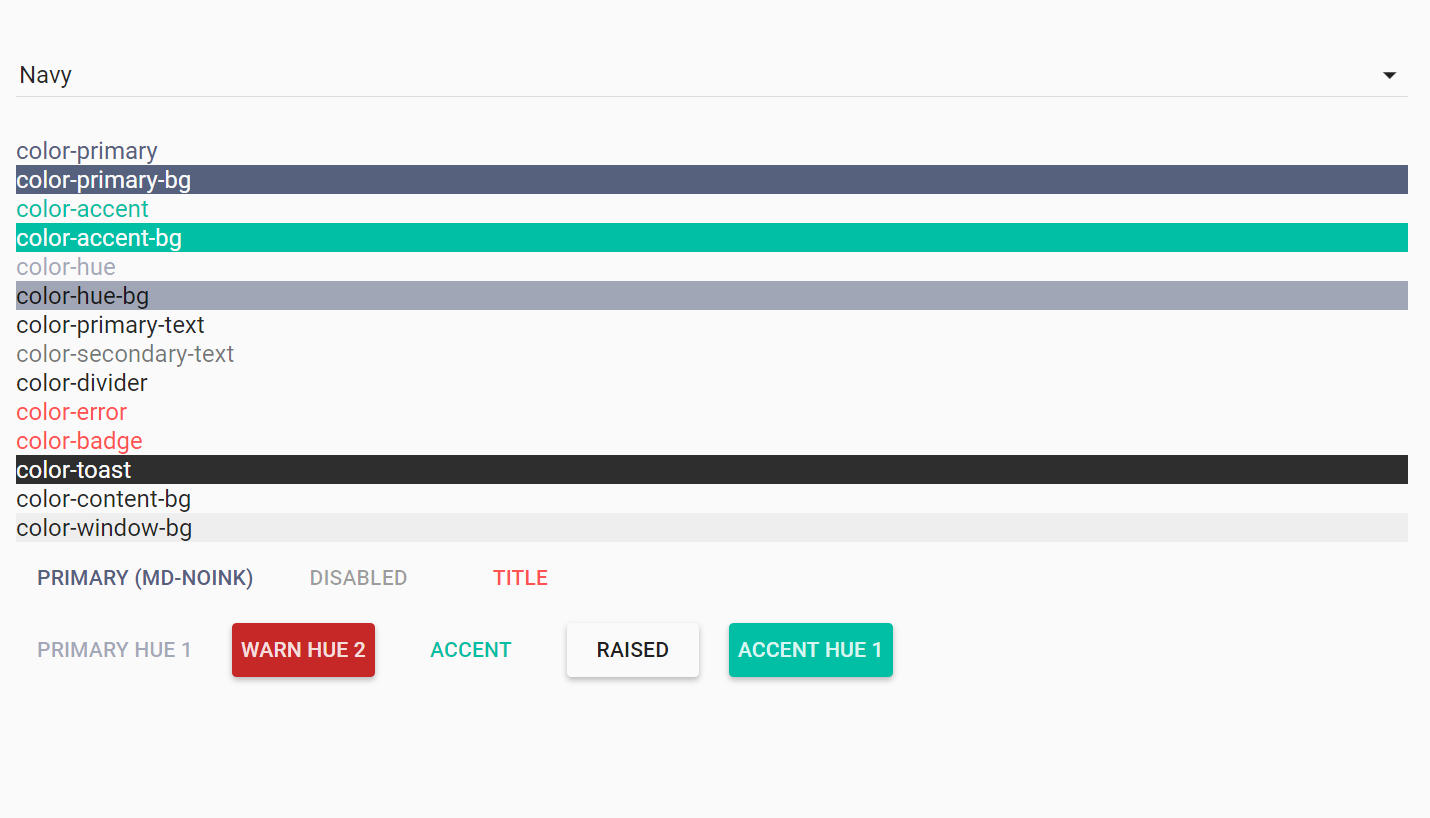 Navy
color-primary
color-primary-bg
color-accent
color-accent-bg
color-hue
color-hue-bg
color-primary-text
color-secondary-text
color-divider
color-error
color-badge
color-toast
color-content-bg
color-window-bg
PRIMARY (MD-NOINK) DISABLED TITLE
PRIMARY HUE 1 WARN HUE 2 ACCENT RAISED ACCENT HUE 1